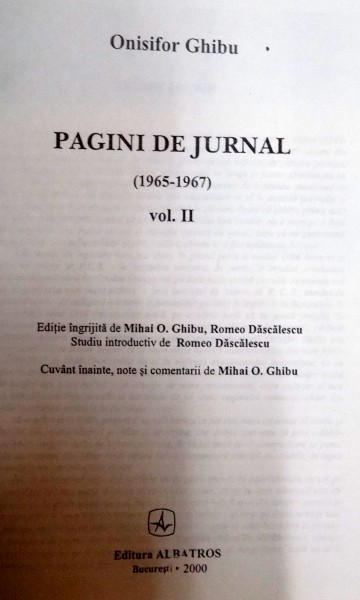 Onisifor Ghibu
PAGINI DE JURNAL
(1965-1967)
vol. II
Ediție îngrijită de Mihai O. Ghibu, Romeo Dăscălescu
Studiu introductiv de Romeo Dăscălescu
Cuvânt înainte, note și comentarii de Mihai O. Ghibu
Editura ALBATROS
București • 2000